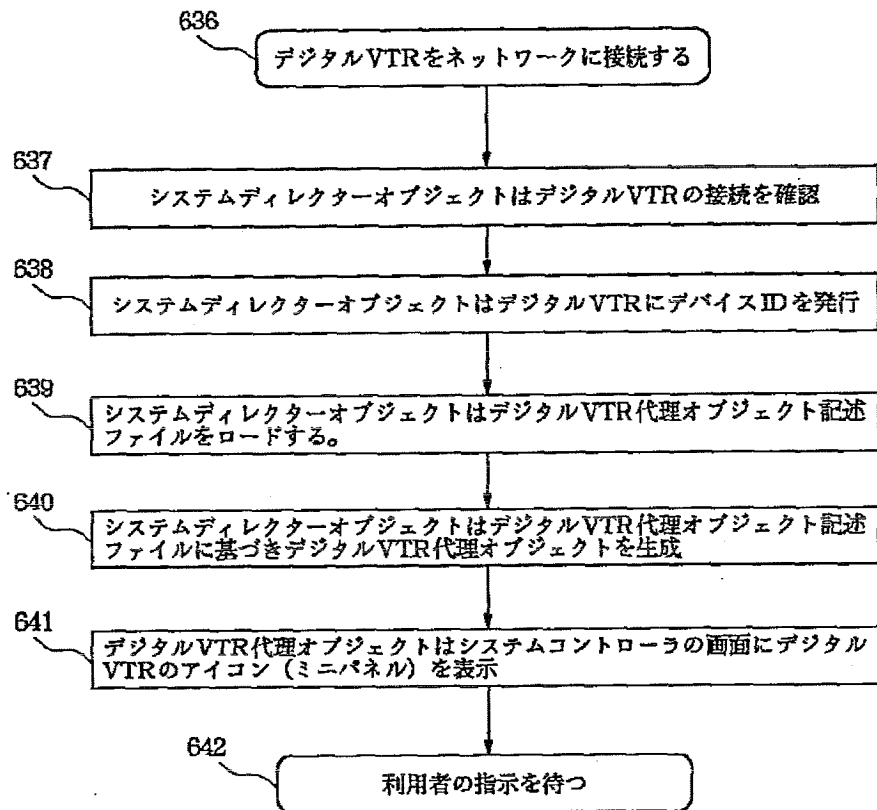 636
デジタルVTRをネットワークに接続する
637
システムディレクターオブジェクトはデジタルVTRの接続を確認
638
システムディレクターオブジェクトはデジタルVTRにデバイスIDを発行
639
システムディレクターオブジェクトはデジタルVTR代理オブジェクト記述
ファイルをロードする。
640
システムディレクターオブジェクトはデジタルVTR代理オブジェクト記述
ファイルに基づきデジタルVTR代理オブジェクトを生成
641
デジタルVTR代理オブジェクトはシステムコントローラの画面にデジタル
VTRのアイコン（ミニパネル）を表示
642
利用者の指示を待つ